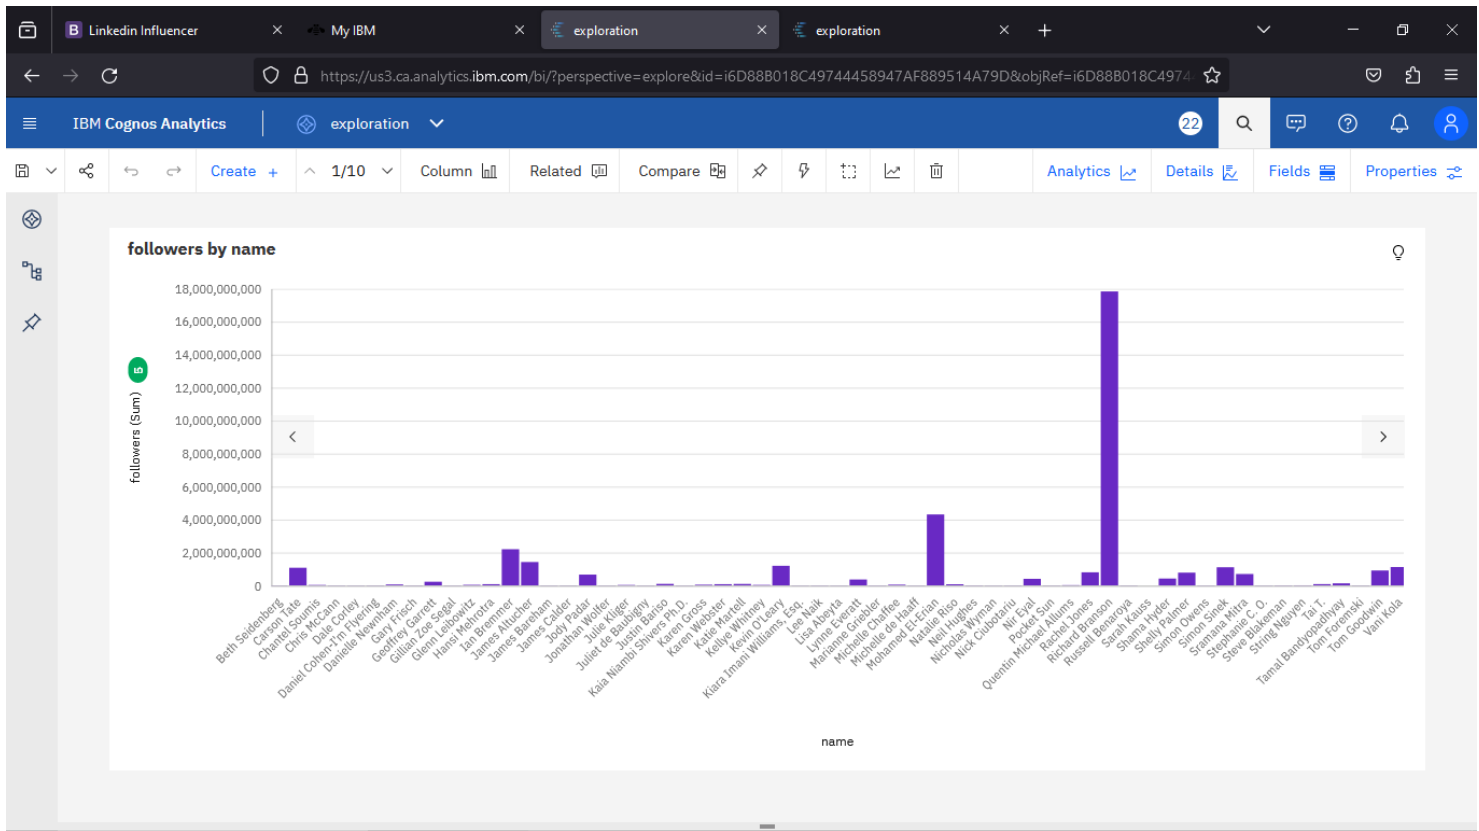 Linkedin Influencer
My IBM
exploration
exploration
https://us3.ca.analytics.ibm.com/bi/?perspective=explore&id=i6D88B018C49744458947AF889514A79D&objRef=i6D88B018C4974
IBM Cognos Analytics
exploration
22
Create +
1/10
Column
Related
Compare
Analytics
Details
Fields
Properties
followers by name
18,000,000,000
16,000,000,000
14,000,000,000
12,000,000,000
10,000,000,000
8,000,000,000
6,000,000,000
4,000,000,000
2,000,000,000
0
followers (Sum)
Beth Seidenberg
Carson Tate
Chantel Soumis
Chris McCann
Dale Corley
Daniel Cohen-I'm Flyering
Danielle Newnham
Gary Frisch
Geoffrey Garrett
Gillian Zoe Segal
Glenn Leibowitz
Hansi Mehrotra
Ian Bremmer
James Altucher
James Bareham
James Calder
Jody Padar
Jonathan Wolfer
Julie Kliger
Juliet de Baubigny
Justin Bariso
Kaia Niambi Shivers Ph.D.
Karen Gross
Karen Webster
Katie Martell
Kellye Whitney
Kevin O'Leary
Kiara Imani Williams, Esq.
Lee Naik
Lisa Abeyta
Lynne Everatt
Marianne Griebler
Michelle Chaffee
Michelle de Haaff
Mohamed El-Erian
Natalie Riso
Neil Hughes
Nicholas Wyman
Nick Ciubotariu
Nir Eyal
Pocket Sun
Quentin Michael Allums
Rachel Jones
Richard Branson
Russell Benaroya
Sarah Kauss
Shama Hyder
Shelly Palmer
Simon Owens
Simon Sinek
Sramana Mitra
Stephanie C. O.
Steve Blakeman
String Nguyen
Tai T.
Tamal Bandyopadhyay
Tom Foremski
Tom Goodwin
Vani Kola
name